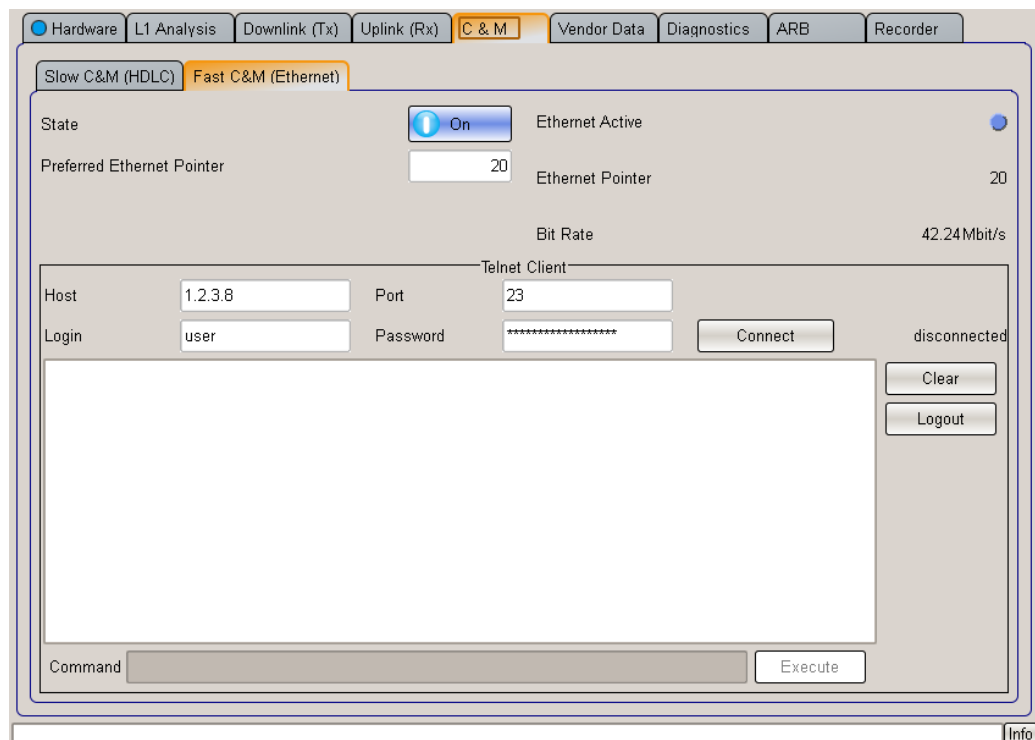 Hardware L1 Analysis Downlink (Tx) Uplink (Rx) C & M Vendor Data Diagnostics ARB Recorder
Slow C&M (HDLC) Fast C&M (Ethernet)
State On Ethernet Active
Preferred Ethernet Pointer 20
Ethernet Pointer 20
Bit Rate 42.24Mbit/s
Telnet Client
Host 1.2.3.8 Port 23
Login user Password ****************** Connect disconnected
Clear
Logout
Command Execute
Info